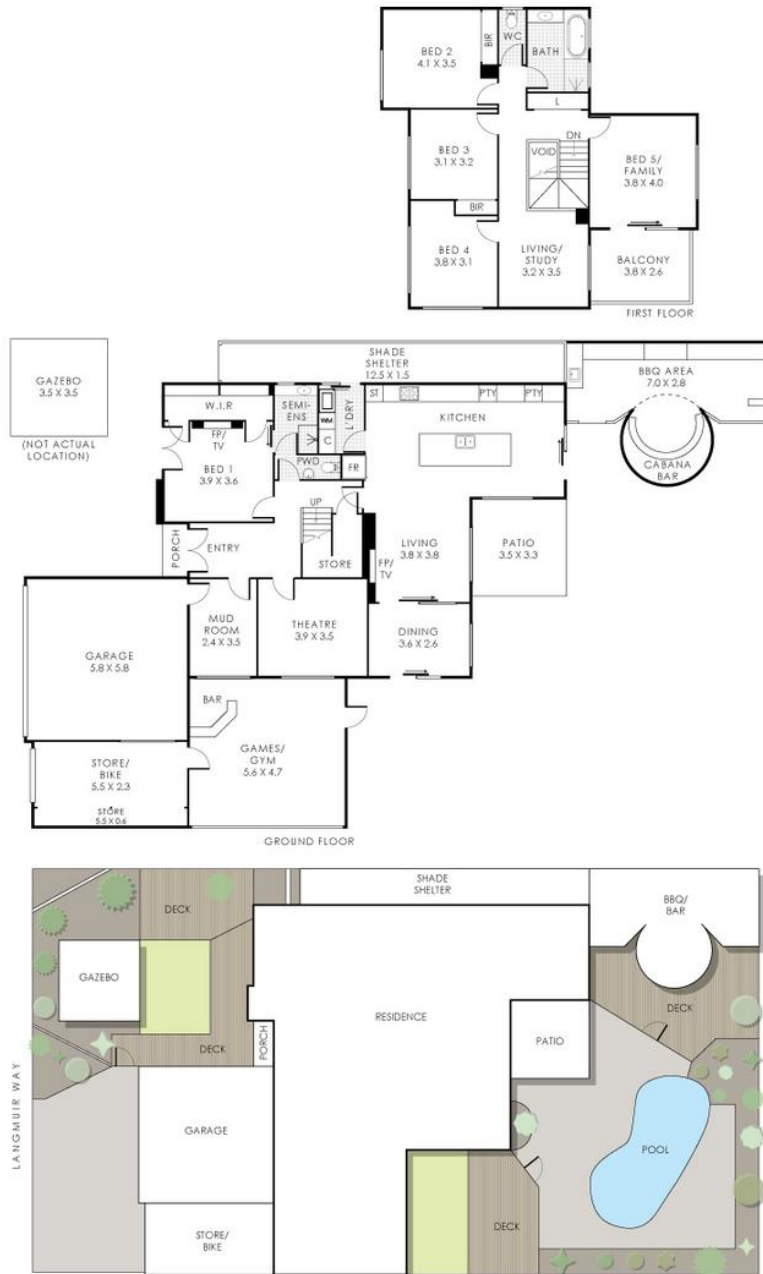 BED 2
4.1 X 3.5
BIR
WC
BATH
L
BED 3
3.1 X 3.2
VOID
DN
BED 5/
FAMILY
3.8 X 4.0
BIR
BED 4
3.8 X 3.1
LIVING/
STUDY
3.2 X 3.5
BALCONY
3.8 X 2.6
FIRST FLOOR
GAZEBO
3.5 X 3.5
(NOT ACTUAL
LOCATION)
SHADE
SHELTER
12.5 X 1.5
BBQ AREA
7.0 X 2.8
CABANA
BAR
W.I.R
SEMI-
ENS
WM
C
L'DRY
ST
PTY
PTY
KITCHEN
FP/
TV
BED 1
3.9 X 3.6
PWD
FR
UP
PORCH
ENTRY
STORE
FP/
TV
LIVING
3.8 X 3.8
PATIO
3.5 X 3.3
GARAGE
5.8 X 5.8
MUD
ROOM
2.4 X 3.5
THEATRE
3.9 X 3.5
DINING
3.6 X 2.6
BAR
GAMES/
GYM
5.6 X 4.7
STORE/
BIKE
5.5 X 2.3
STORE
5.5 X 0.6
GROUND FLOOR
SHADE
SHELTER
BBQ/
BAR
DECK
GAZEBO
DECK
PORCH
RESIDENCE
PATIO
DECK
LANGMUIR WAY
GARAGE
POOL
STORE/
BIKE
DECK